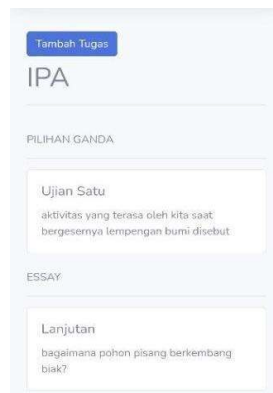 Tambah Tugas
IPA
PILIHAN GANDA
Ujian Satu
aktivitas yang terasa oleh kita saat
bergesernya lempengan bumi disebut
ESSAY
Lanjutan
bagaimana pohon pisang berkembang
biak?